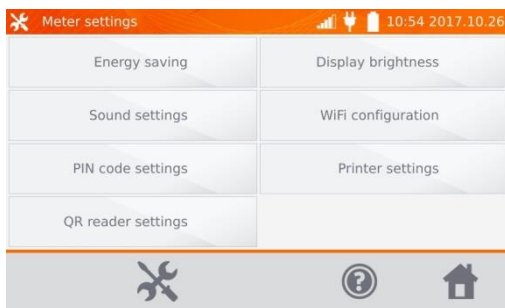 Meter settings
10:54 2017.10.26
Energy saving
Display brightness
Sound settings
WiFi configuration
PIN code settings
Printer settings
QR reader settings
?